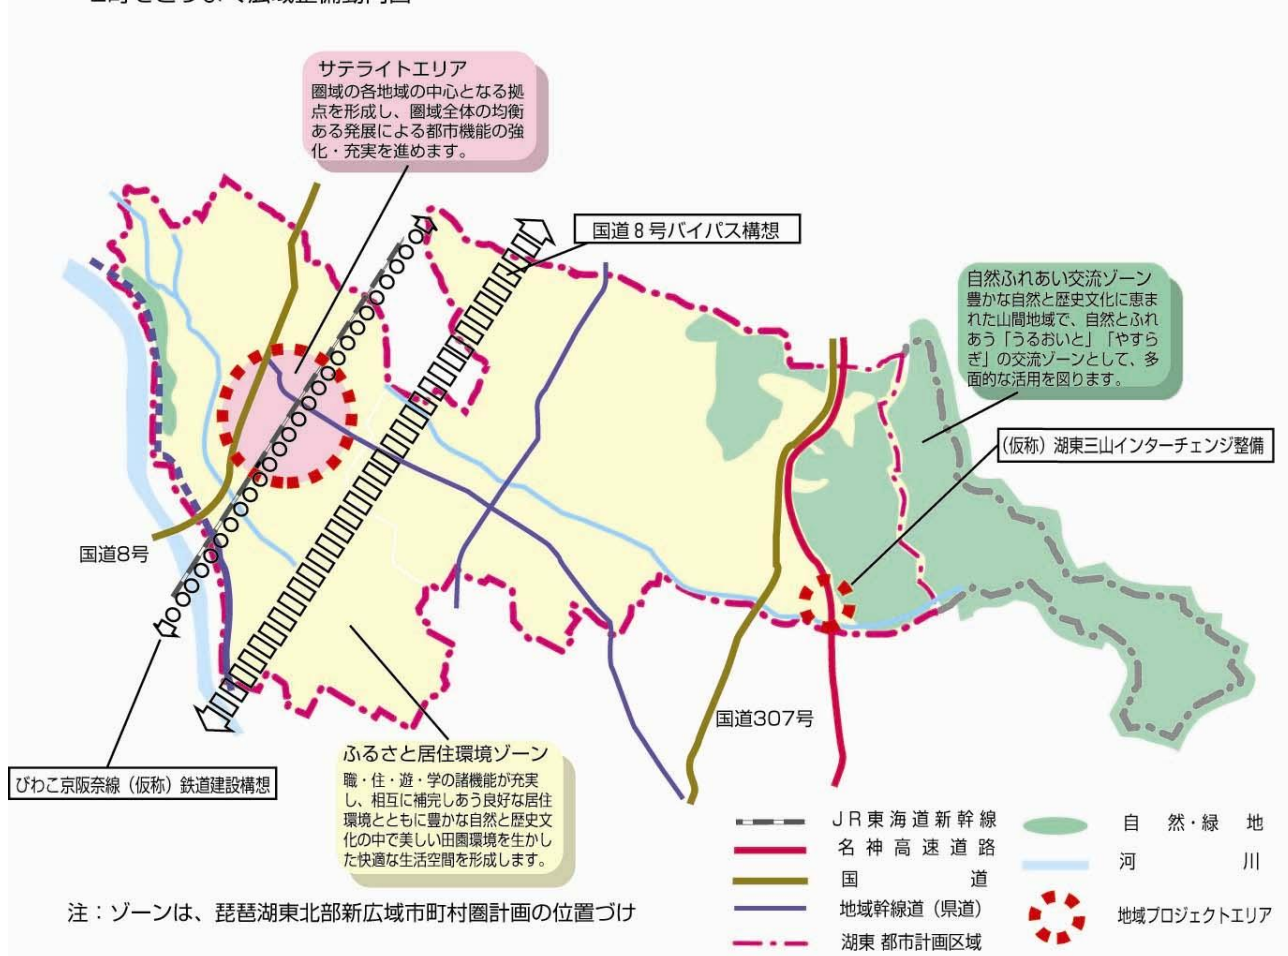 サテライトエリア
圏域の各地域の中心となる拠
点を形成し、圏域全体の均衡
ある発展による都市機能の強
化・充実を進めます。
国道8号バイパス構想
自然ふれあい交流ゾーン
豊かな自然と歴史文化に恵ま
れた山間地域で、自然とふれ
あう「うるおいと」「やすら
ぎ」の交流ゾーンとして、多
面的な活用を図ります。
(仮称)湖東三山インターチェンジ整備
国道8号
国道307号
びわこ京阪奈線(仮称)鉄道建設構想
ふるさと居住環境ゾーン
職・住・遊・学の諸機能が充実
し、相互に補完しあう良好な居住
環境とともに豊かな自然と歴史文
化の中で美しい田園環境を生かし
た快適な生活空間を形成します。
JR東海道新幹線
名神高速道路
国道
地域幹線道(県道)
湖東 都市計画区域
自然・緑地
河川
地域プロジェクトエリア
注:ゾーンは、琵琶湖東北部新広域市町村圏計画の位置づけ